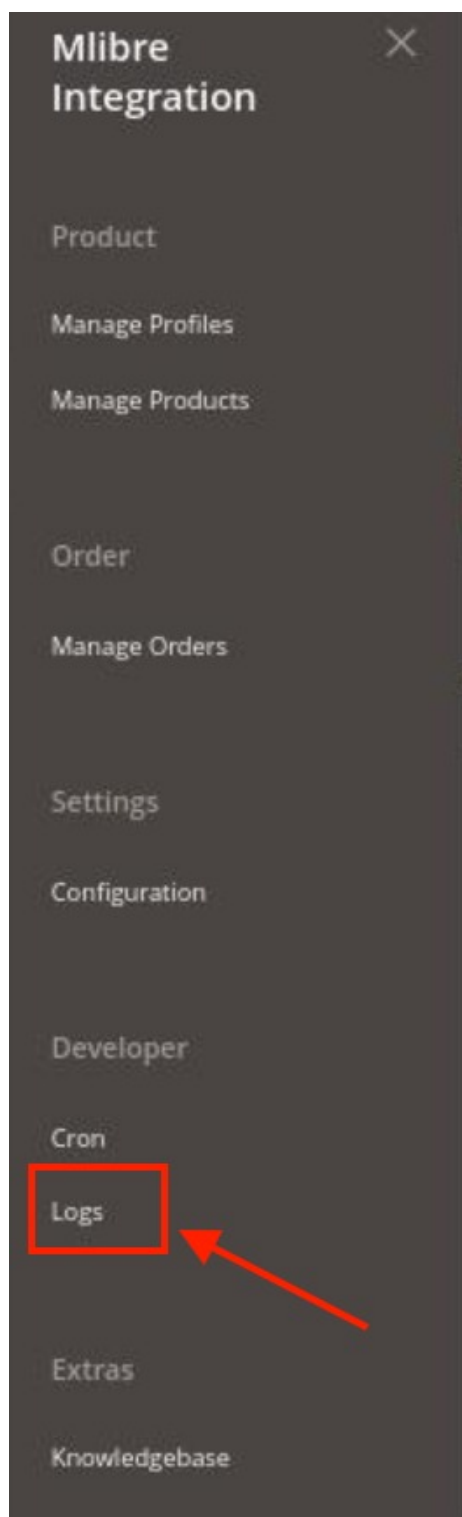 Mlibre
Integration
Product
Manage Profiles
Manage Products
Order
Manage Orders
Settings
Configuration
Developer
Cron
Logs
Extras
Knowledgebase